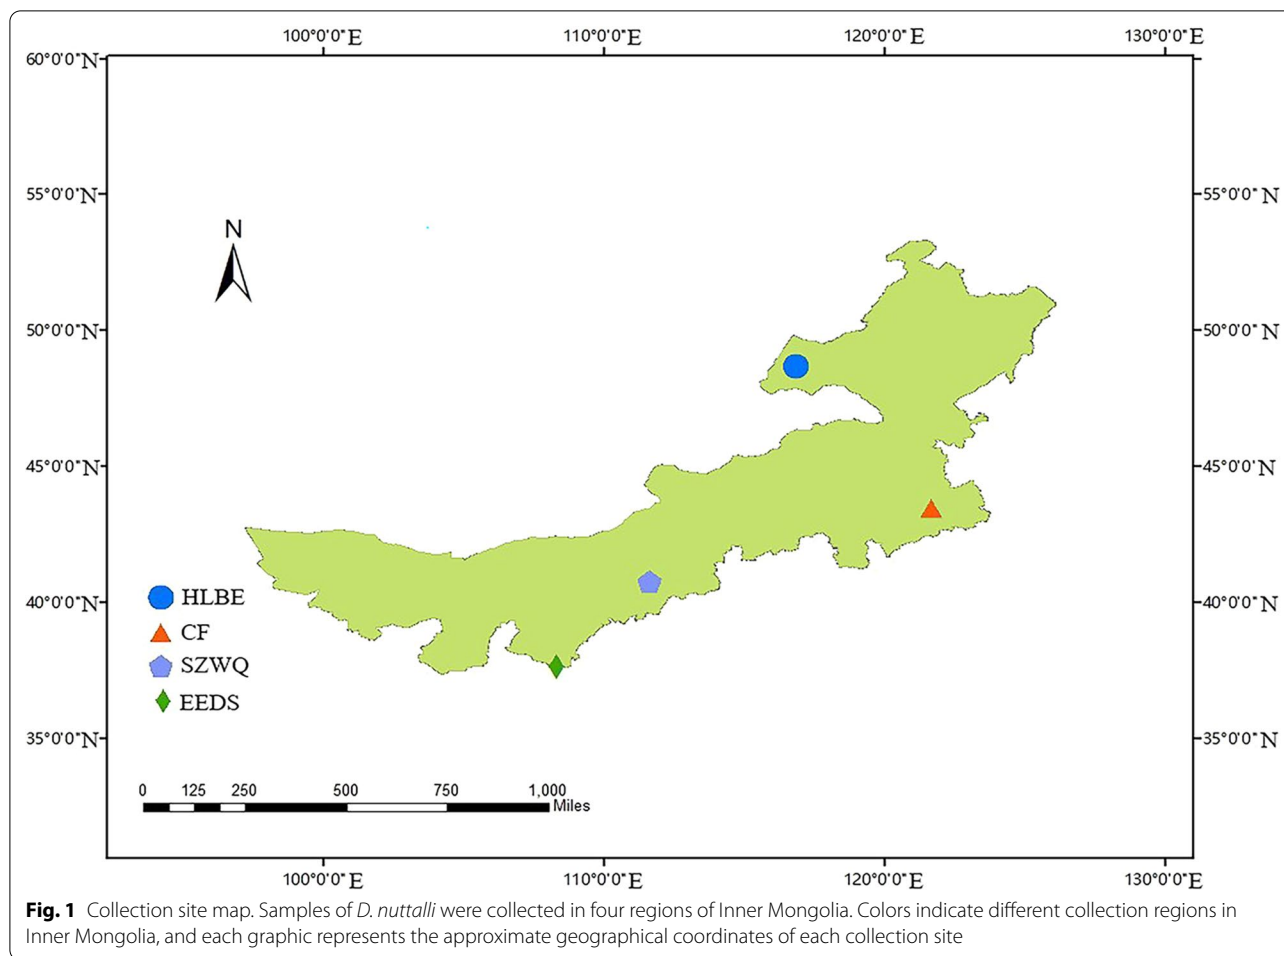 100°0'0"E 110°0'0"E 120°0'0"E 130°0'0"E
60°0'0"N
55°0'0"N 55°0'0"N
N
50°0'0"N 50°0'0"N
45°0'0"N 45°0'0"N
40°0'0"N 40°0'0"N
HLBE
CF
SZWQ
EEDS
35°0'0"N 35°0'0"N
0 125 250 500 750 1,000
Miles
100°0'0"E 110°0'0"E 120°0'0"E 130°0'0"E
Fig. 1 Collection site map. Samples of D. nuttalli were collected in four regions of Inner Mongolia. Colors indicate different collection regions in
Inner Mongolia, and each graphic represents the approximate geographical coordinates of each collection site